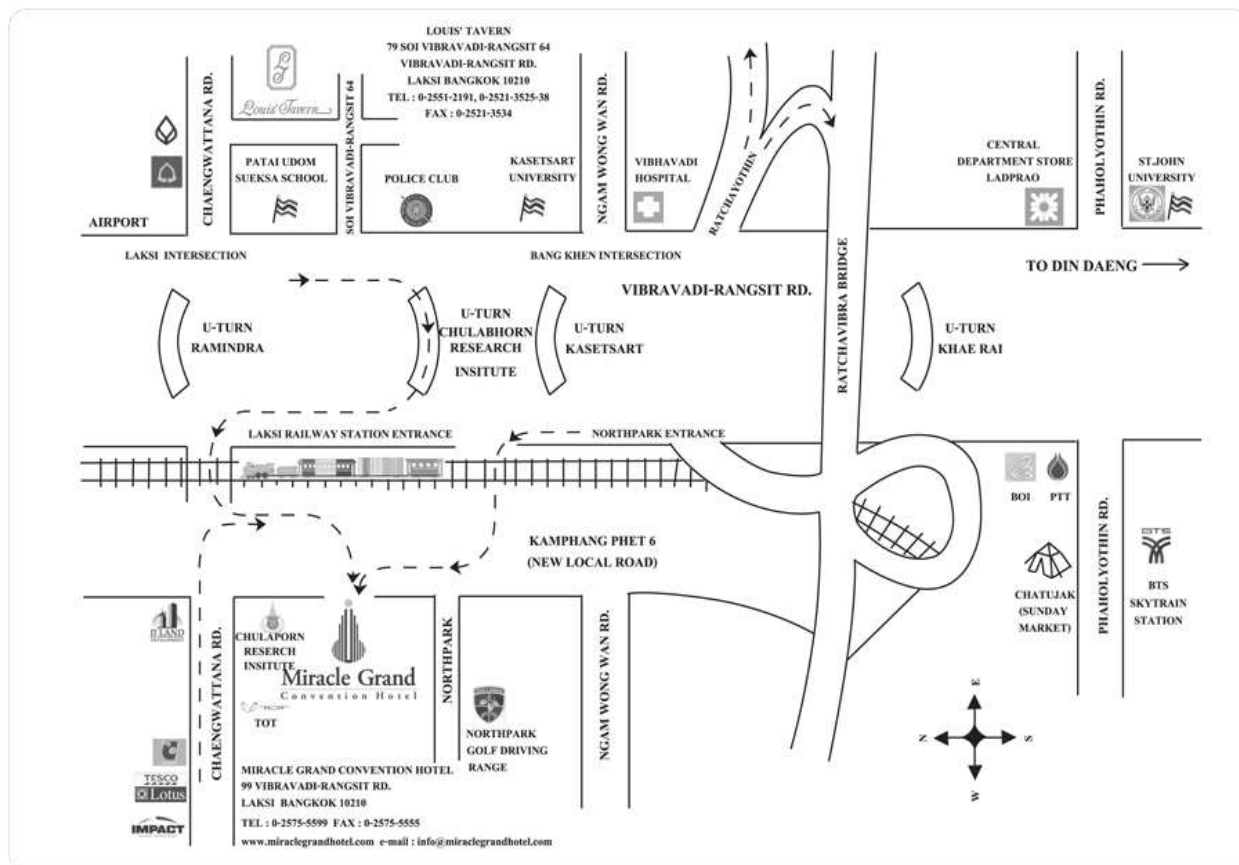 LOUIS' TAVERN
79 SOI VIBRAVADI-RANGSIT 64
VIBRAVADI-RANGSIT RD.
LAKSI BANGKOK 10210
TEL : 0-2551-2191, 0-2521-3525-38
FAX : 0-2521-3534
Louis' Tavern
CHAENGWATTANA RD.
SOI VIBRAVADI-RANGSIT 64
NGAM WONG WAN RD.
PHAHOLYOTHIN RD.
PATAI UDOM
SUEKSA SCHOOL
POLICE CLUB
KASETSART
UNIVERSITY
VIBHAVADI
HOSPITAL
RATCHAYOTHIN
CENTRAL
DEPARTMENT STORE
LADPRAO
ST.JOHN
UNIVERSITY
AIRPORT
LAKSI INTERSECTION
BANG KHEN INTERSECTION
TO DIN DAENG
VIBRAVADI-RANGSIT RD.
RATCHAVIBRA BRIDGE
U-TURN
RAMINDRA
U-TURN
CHULABHORN
RESEARCH
INSITUTE
U-TURN
KASETSART
U-TURN
KHAE RAI
LAKSI RAILWAY STATION ENTRANCE
NORTHPARK ENTRANCE
BOI
PTT
KAMPHANG PHET 6
(NEW LOCAL ROAD)
CHATUJAK
(SUNDAY
MARKET)
PHAHOLYOTHIN RD.
BTS
BTS
SKYTRAIN
STATION
CHAENGWATTANA RD.
CHULAPORN
RESERCH
INSITUTE
Miracle Grand
Convention Hotel
TOT
NORTHPARK
NORTHPARK
GOLF DRIVING
RANGE
NGAM WONG WAN RD.
TESCO
Lotus
IMPACT
MIRACLE GRAND CONVENTION HOTEL
99 VIBRAVADI-RANGSIT RD.
LAKSI BANGKOK 10210
TEL : 0-2575-5599 FAX : 0-2575-5555
www.miraclegrandhotel.com e-mail : info@miraclegrandhotel.com
E
N
S
W